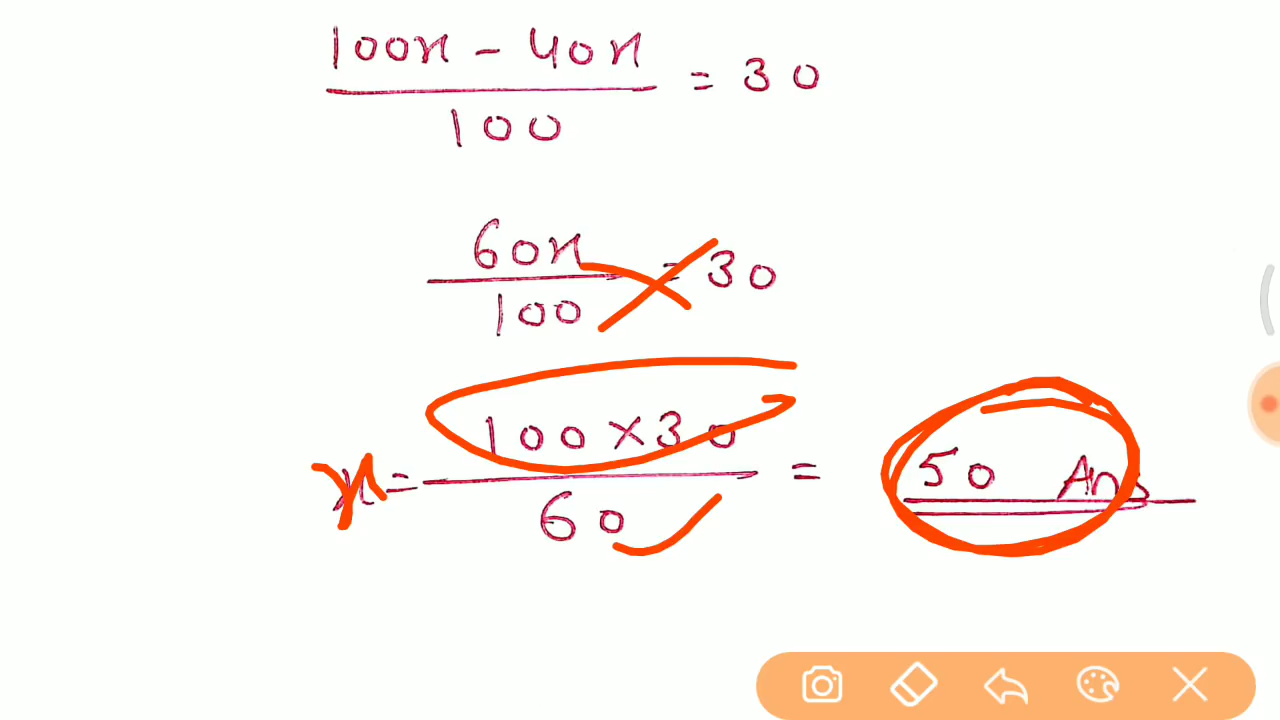 100x - 40x
――――― = 30
100
60x
――― = 30
100
x = 100 × 30 / 60 = 50 Ans